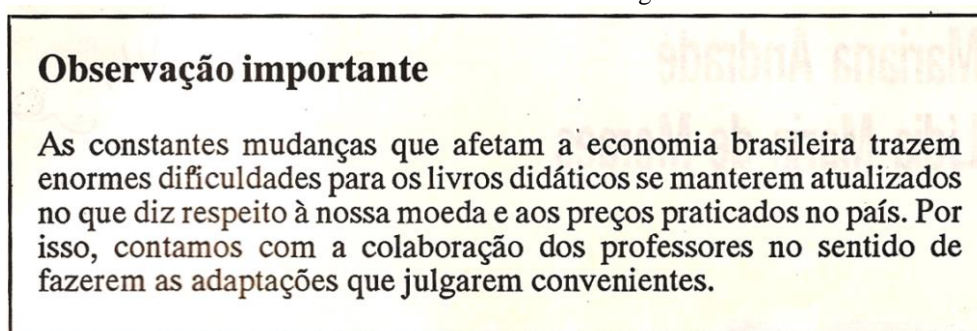 Observação importante
As constantes mudanças que afetam a economia brasileira trazem
enormes dificuldades para os livros didáticos se manterem atualizados
no que diz respeito à nossa moeda e aos preços praticados no país. Por
isso, contamos com a colaboração dos professores no sentido de
fazerem as adaptações que julgarem convenientes.